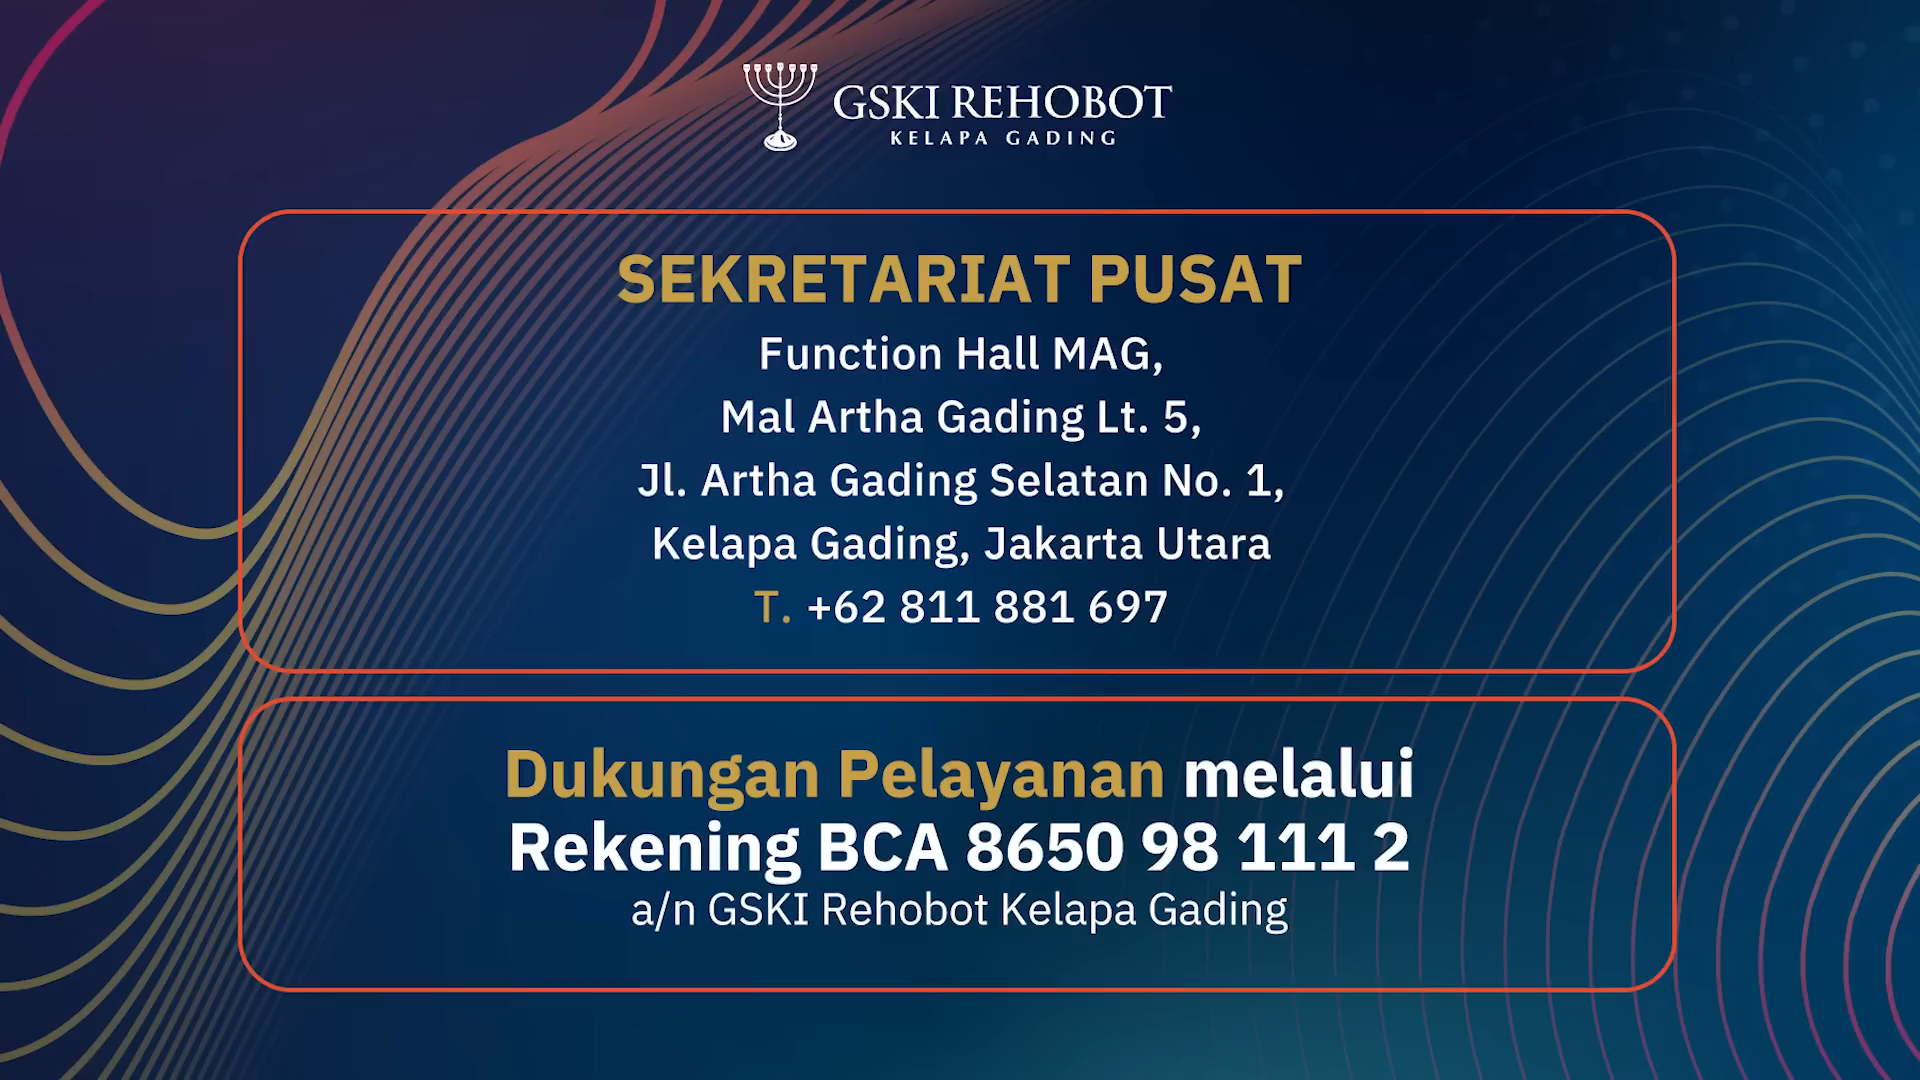 GSKI REHOBOT
KELAPA GADING
SEKRETARIAT PUSAT
Function Hall MAG,
Mal Artha Gading Lt. 5,
Jl. Artha Gading Selatan No. 1,
Kelapa Gading, Jakarta Utara
T. +62 811 881 697
Dukungan Pelayanan melalui
Rekening BCA 8650 98 111 2
a/n GSKI Rehobot Kelapa Gading